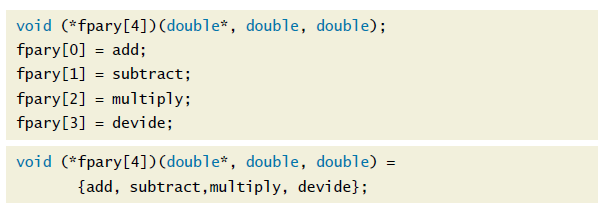 void (*fpary[4])(double*, double, double);
fpary[0] = add;
fpary[1] = subtract;
fpary[2] = multiply;
fpary[3] = devide;
void (*fpary[4])(double*, double, double) =
{add, subtract,multiply, devide};